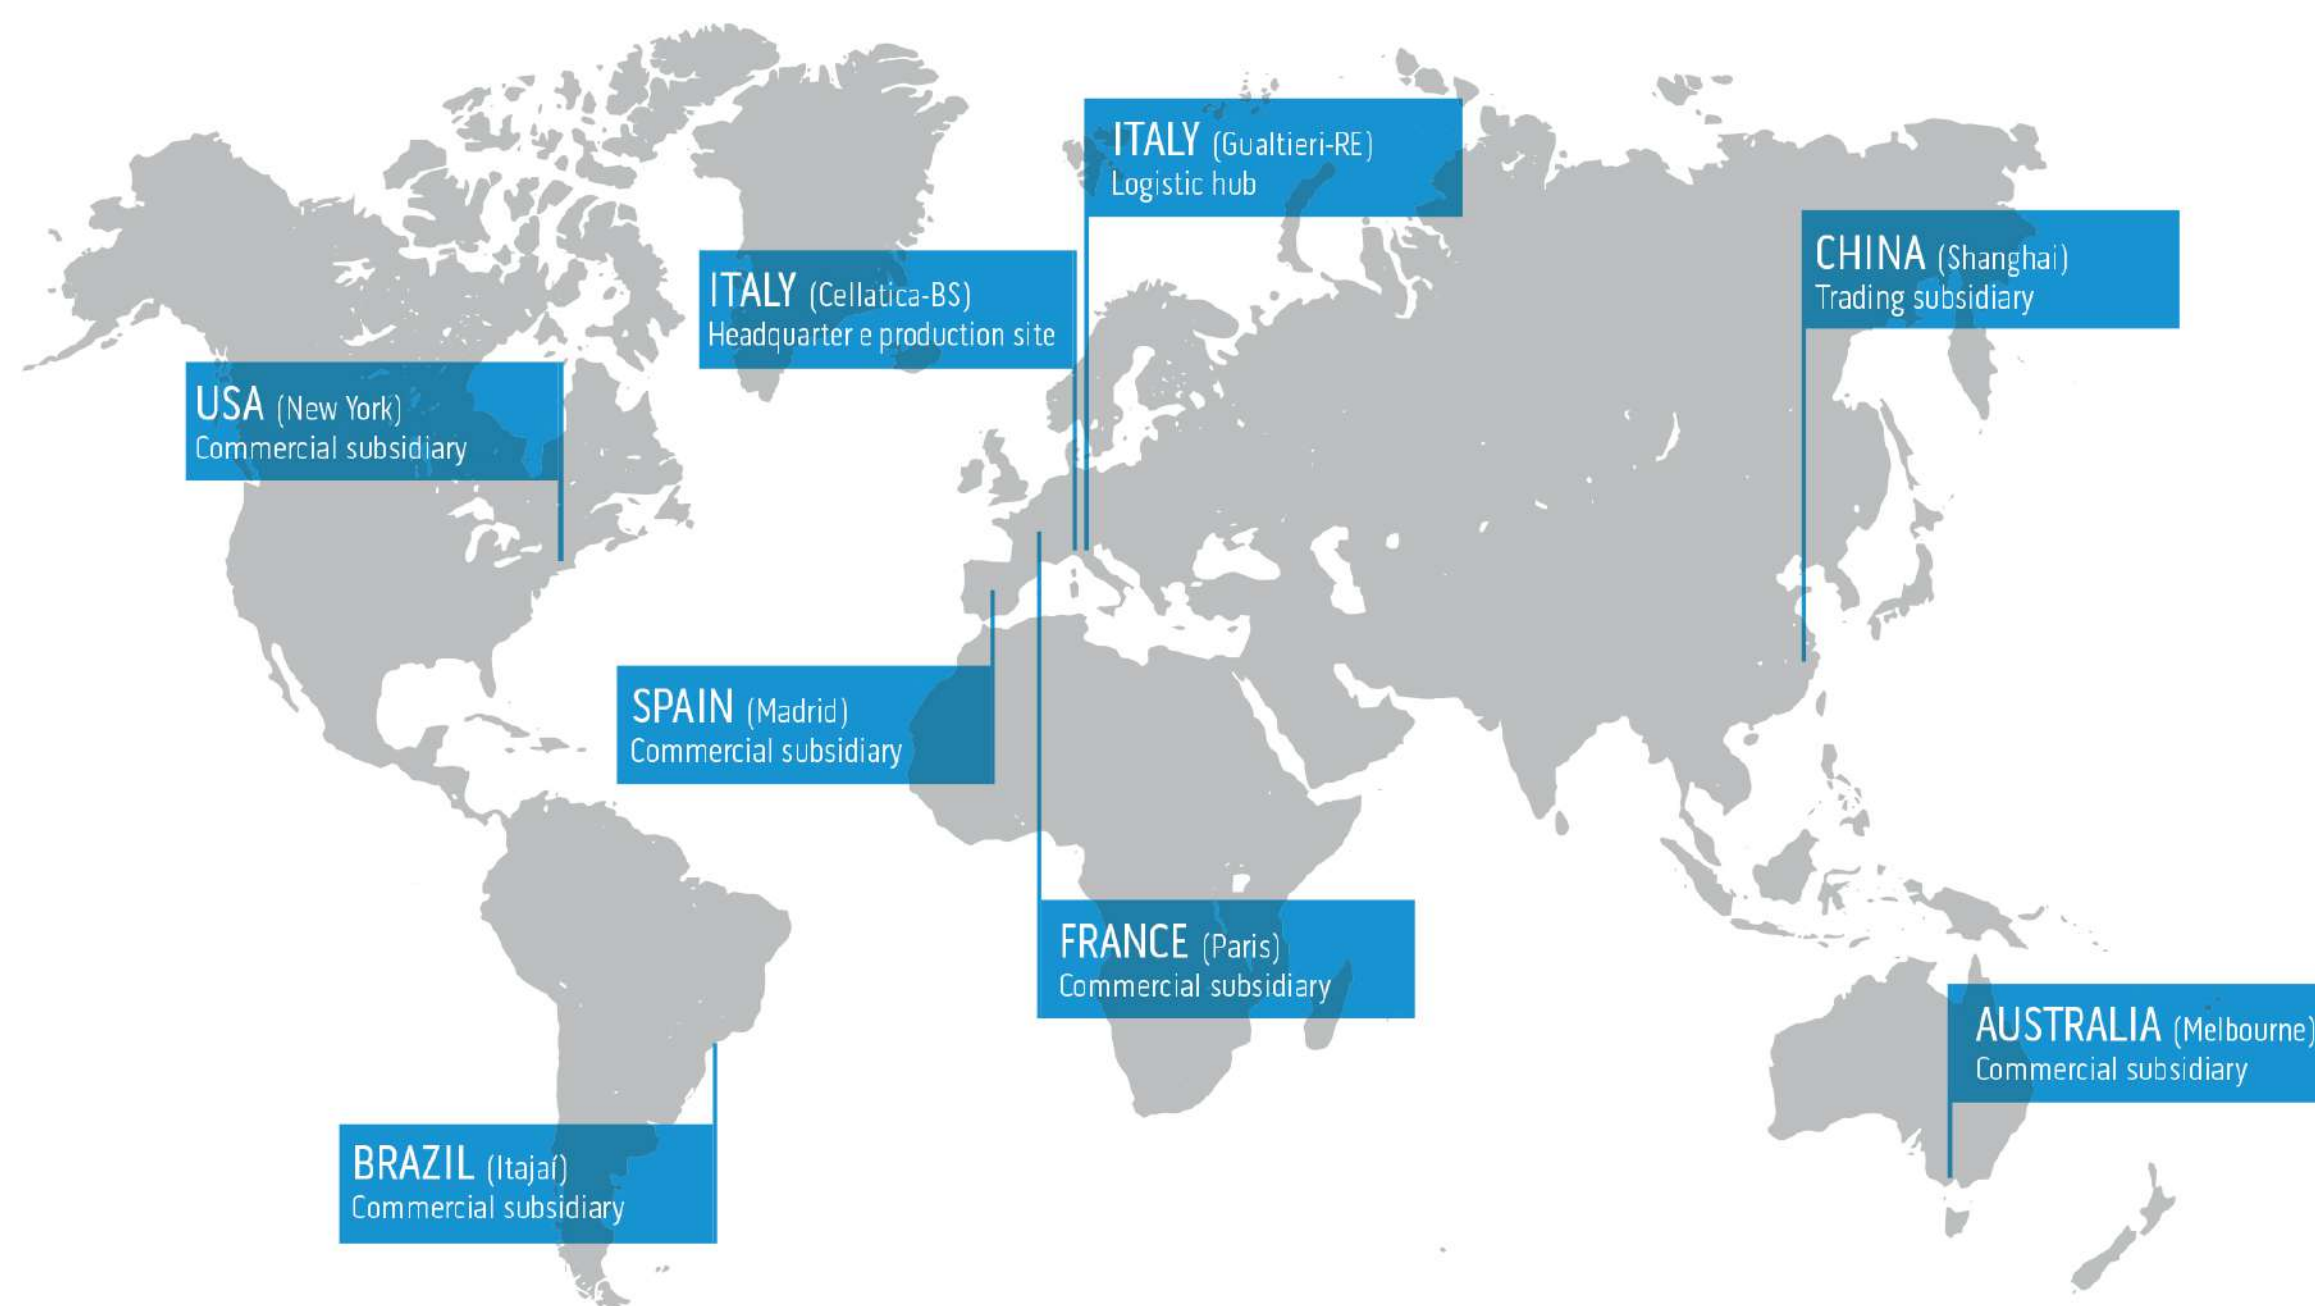 ITALY (Gualtieri-RE)
Logistic hub
CHINA (Shanghai)
Trading subsidiary
ITALY (Cellatica-BS)
Headquarter e production site
USA (New York)
Commercial subsidiary
SPAIN (Madrid)
Commercial subsidiary
FRANCE (Paris)
Commercial subsidiary
AUSTRALIA (Melbourne)
Commercial subsidiary
BRAZIL (Itajaí)
Commercial subsidiary